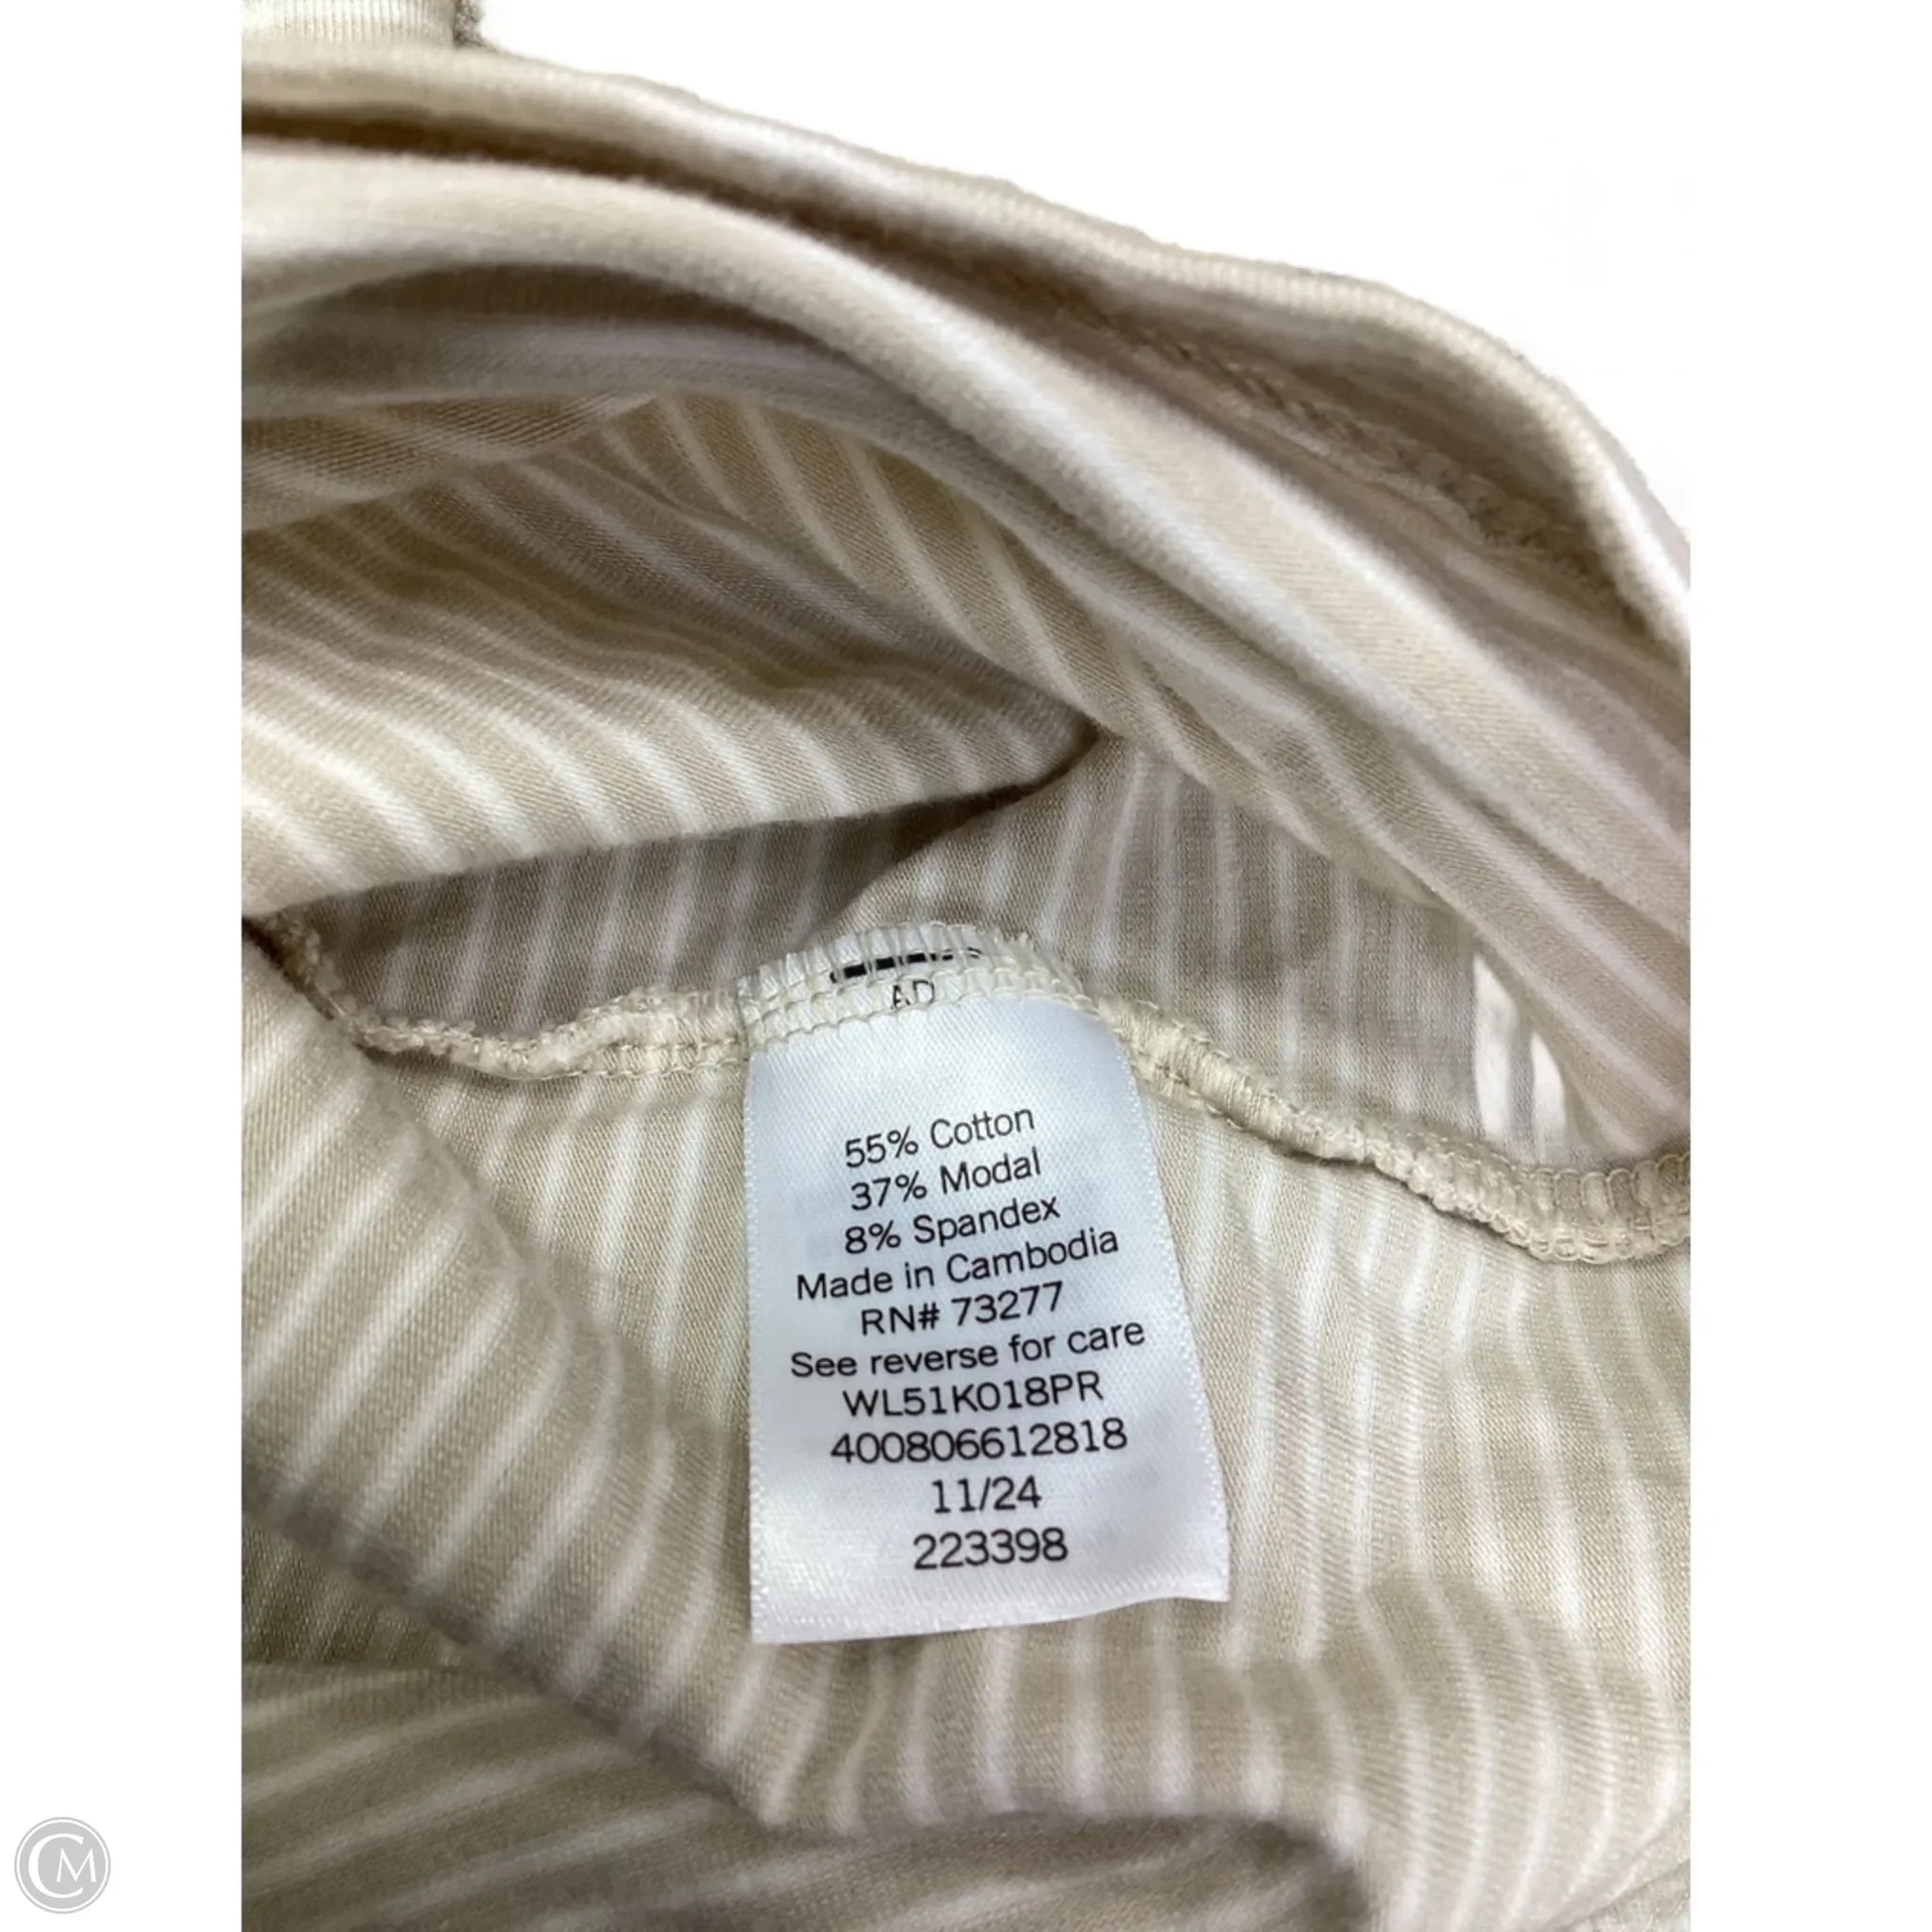 AD
55% Cotton
37% Modal
8% Spandex
Made in Cambodia
RN# 73277
See reverse for care
WL51K018PR
400806612818
11/24
223398
CM